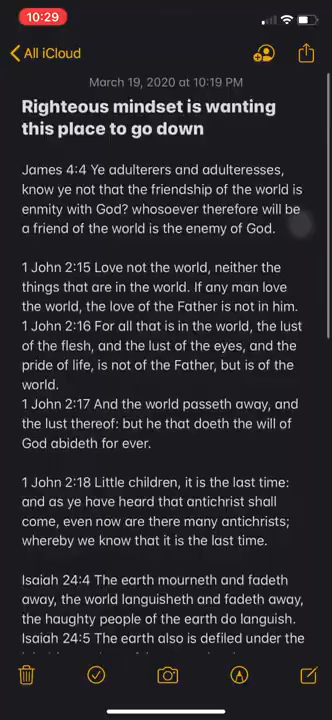 10:29
All iCloud
March 19, 2020 at 10:19 PM
Righteous mindset is wanting
this place to go down
James 4:4 Ye adulterers and adulteresses,
know ye not that the friendship of the world is
enmity with God? whosoever therefore will be
a friend of the world is the enemy of God.
1 John 2:15 Love not the world, neither the
things that are in the world. If any man love
the world, the love of the Father is not in him.
1 John 2:16 For all that is in the world, the lust
of the flesh, and the lust of the eyes, and the
pride of life, is not of the Father, but is of the
world.
1 John 2:17 And the world passeth away, and
the lust thereof: but he that doeth the will of
God abideth for ever.
1 John 2:18 Little children, it is the last time:
and as ye have heard that antichrist shall
come, even now are there many antichrists;
whereby we know that it is the last time.
Isaiah 24:4 The earth mourneth and fadeth
away, the world languisheth and fadeth away,
the haughty people of the earth do languish.
Isaiah 24:5 The earth also is defiled under the